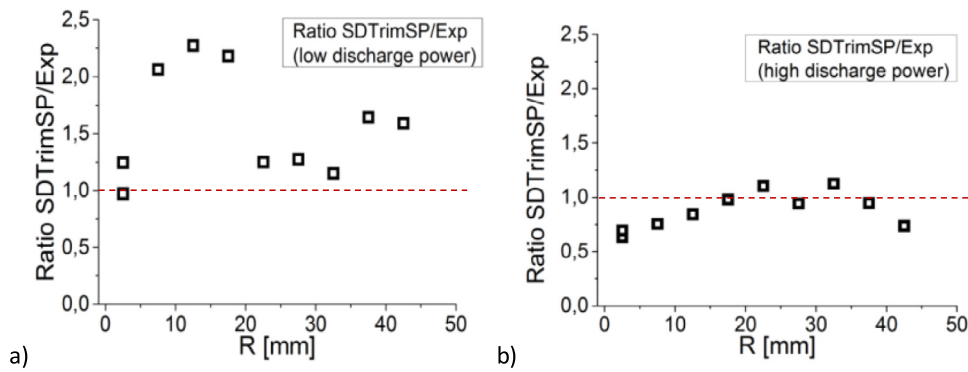 2,5
2,0
1,5
1,0
0,5
0,0
Ratio SDTrimSP/Exp
Ratio SDTrimSP/Exp
(low discharge power)
0 10 20 30 40 50
R [mm]
a)
2,5
2,0
1,5
1,0
0,5
0,0
Ratio SDTrimSP/Exp
Ratio SDTrimSP/Exp
(high discharge power)
0 10 20 30 40 50
R [mm]
b)